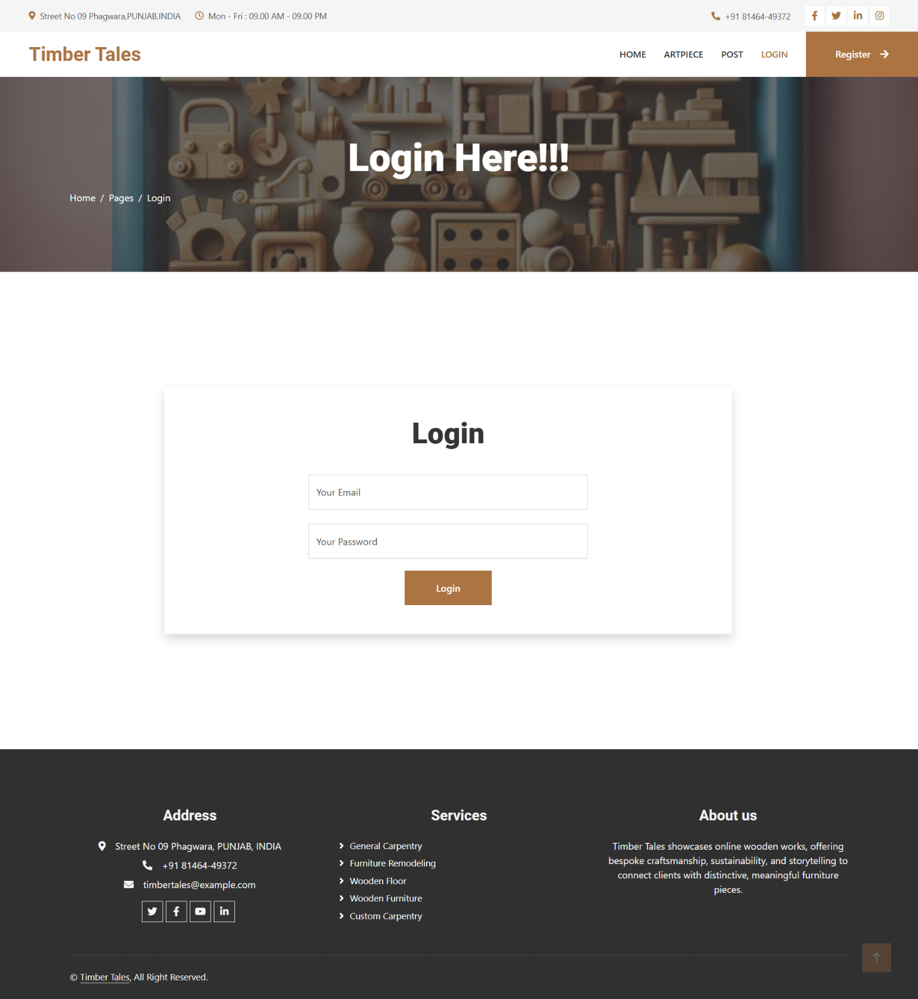 Street No 09 Phagwara,PUNJAB,INDIA Mon - Fri : 09.00 AM - 09.00 PM +91 81464-49372
Timber Tales HOME ARTPIECE POST LOGIN Register
Login Here!!!
Home / Pages / Login
Login
Your Email
Your Password
Login
Address
Street No 09 Phagwara, PUNJAB, INDIA
+91 81464-49372
timbertales@example.com
Services
General Carpentry
Furniture Remodeling
Wooden Floor
Wooden Furniture
Custom Carpentry
About us
Timber Tales showcases online wooden works, offering
bespoke craftsmanship, sustainability, and storytelling to
connect clients with distinctive, meaningful furniture
pieces.
© Timber Tales, All Right Reserved.